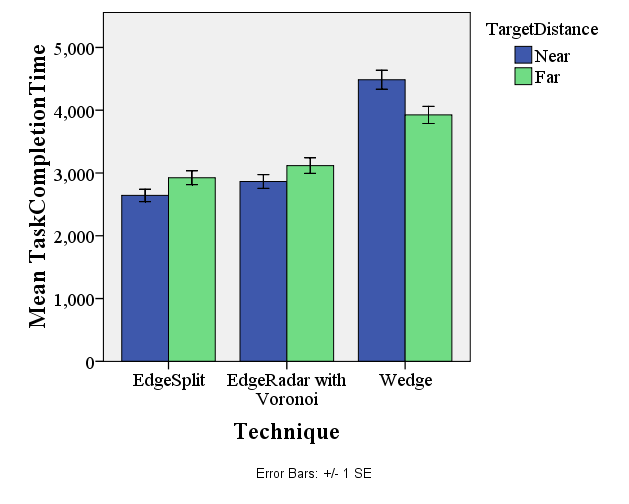 TargetDistance
Near
Far
Mean TaskCompletionTime
5,000
4,000
3,000
2,000
1,000
0
EdgeSplit
EdgeRadar with
Voronoi
Wedge
Technique
Error Bars: +/- 1 SE